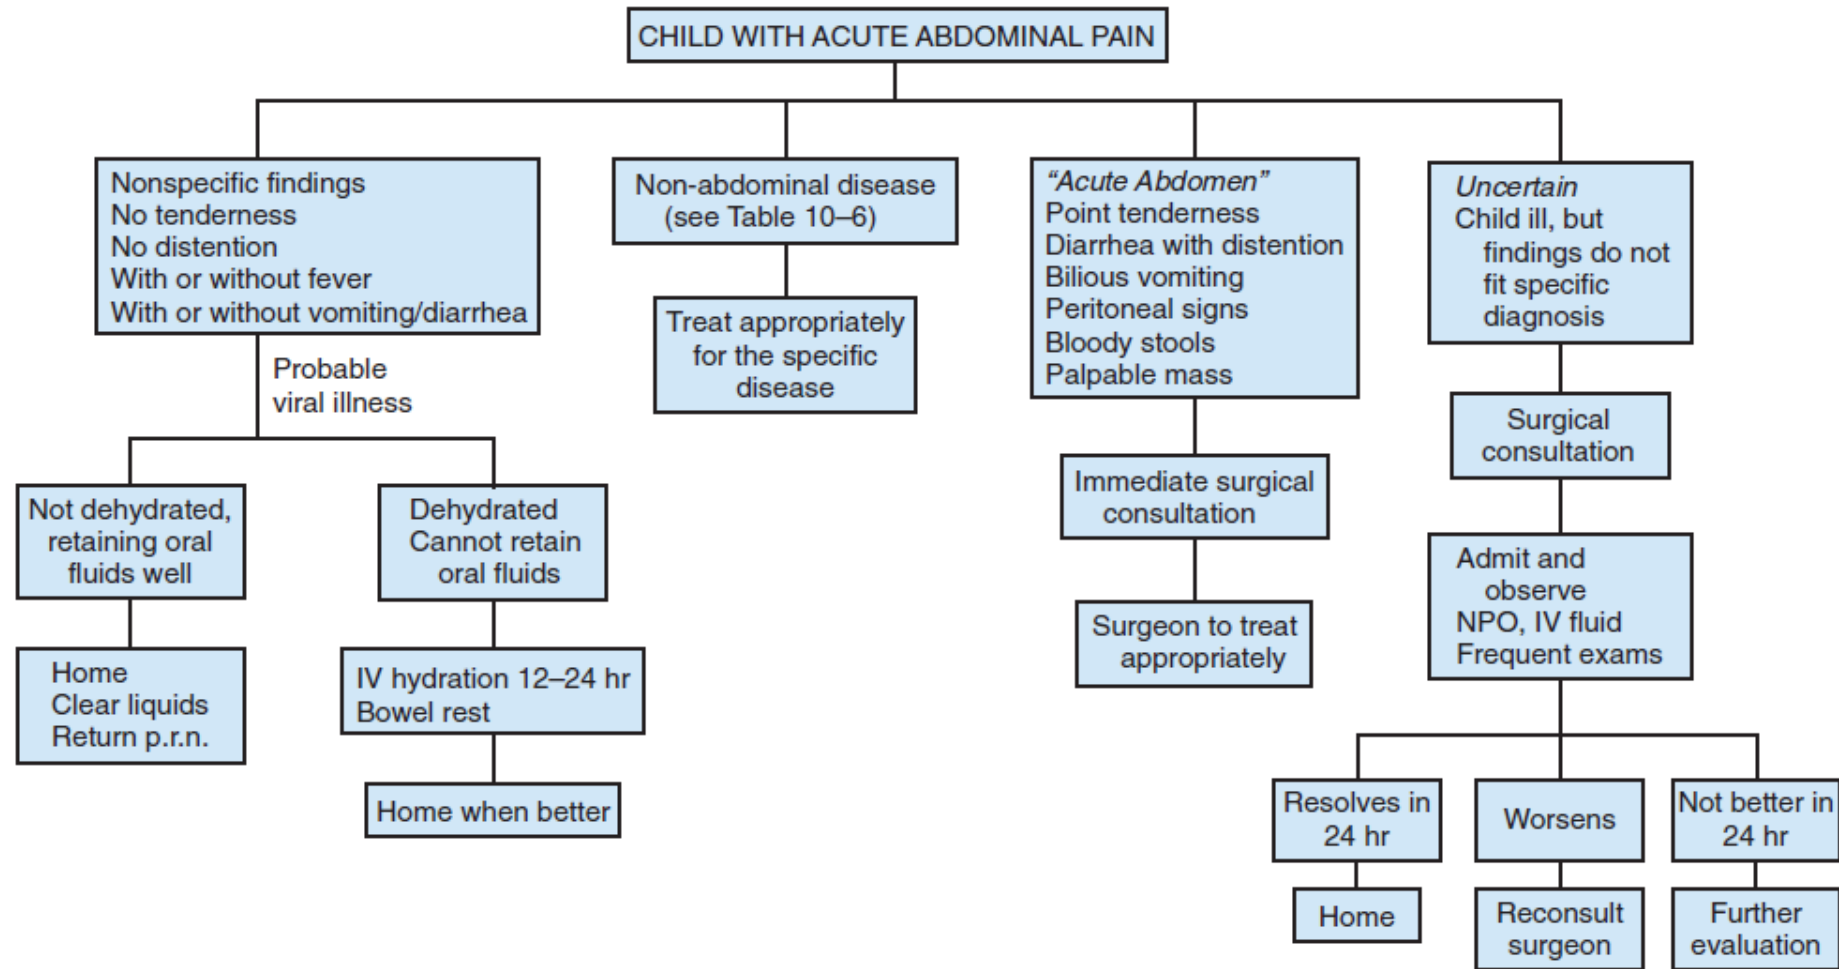 CHILD WITH ACUTE ABDOMINAL PAIN
Nonspecific findings
No tenderness
No distention
With or without fever
With or without vomiting/diarrhea
Probable
viral illness
Not dehydrated,
retaining oral
fluids well
Home
Clear liquids
Return p.r.n.
Dehydrated
Cannot retain
oral fluids
IV hydration 12–24 hr
Bowel rest
Home when better
Non-abdominal disease
(see Table 10–6)
Treat appropriately
for the specific
disease
“Acute Abdomen”
Point tenderness
Diarrhea with distention
Bilious vomiting
Peritoneal signs
Bloody stools
Palpable mass
Immediate surgical
consultation
Surgeon to treat
appropriately
Uncertain
Child ill, but
findings do not
fit specific
diagnosis
Surgical
consultation
Admit and
observe
NPO, IV fluid
Frequent exams
Resolves in
24 hr
Home
Worsens
Reconsult
surgeon
Not better in
24 hr
Further
evaluation